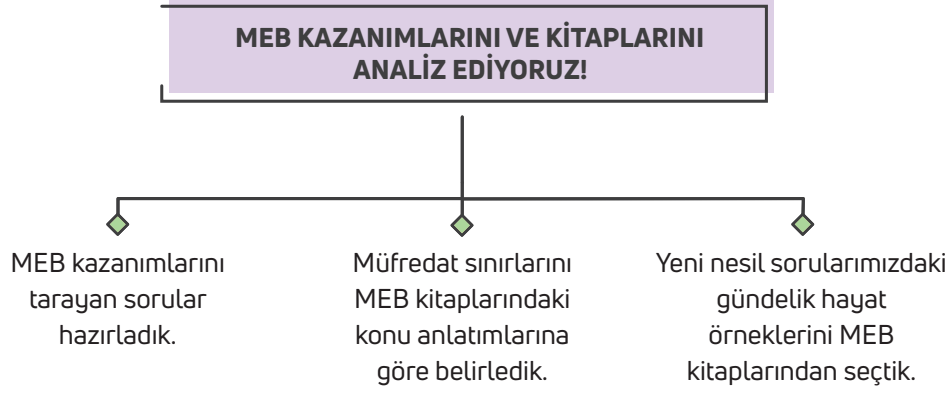 MEB KAZANIMLARINI VE KİTAPLARINI
ANALİZ EDİYORUZ!
MEB kazanımlarını
tarayan sorular
hazırladık.
Müfredat sınırlarını
MEB kitaplarındaki
konu anlatımlarına
göre belirledik.
Yeni nesil sorularımızdaki
gündelik hayat
örneklerini MEB
kitaplarından seçtik.